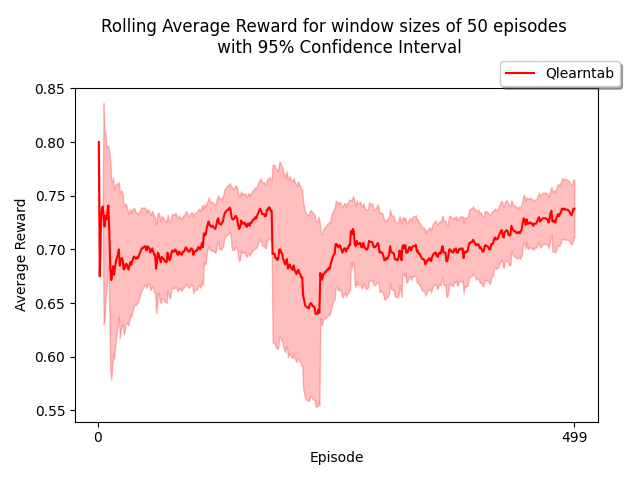 Rolling Average Reward for window sizes of 50 episodes
with 95% Confidence Interval
Qlearntab
0.85
0.80
0.75
0.70
0.65
0.60
0.55
Average Reward
0
499
Episode